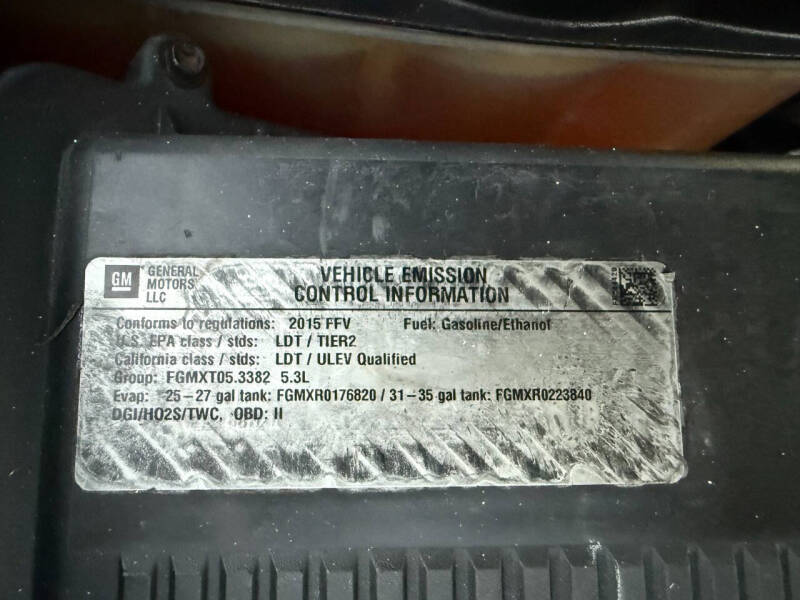 GM GENERAL MOTORS LLC
VEHICLE EMISSION
CONTROL INFORMATION
Conforms to regulations: 2015 FFV Fuel: Gasoline/Ethanol
U.S. EPA class / stds: LDT / TIER2
California class / stds: LDT / ULEV Qualified
Group: FGMXT05.3382 5.3L
Evap: 25-27 gal tank: FGMXR0176820 / 31-35 gal tank: FGMXR0223840
DGI/HO2S/TWC, OBD: II